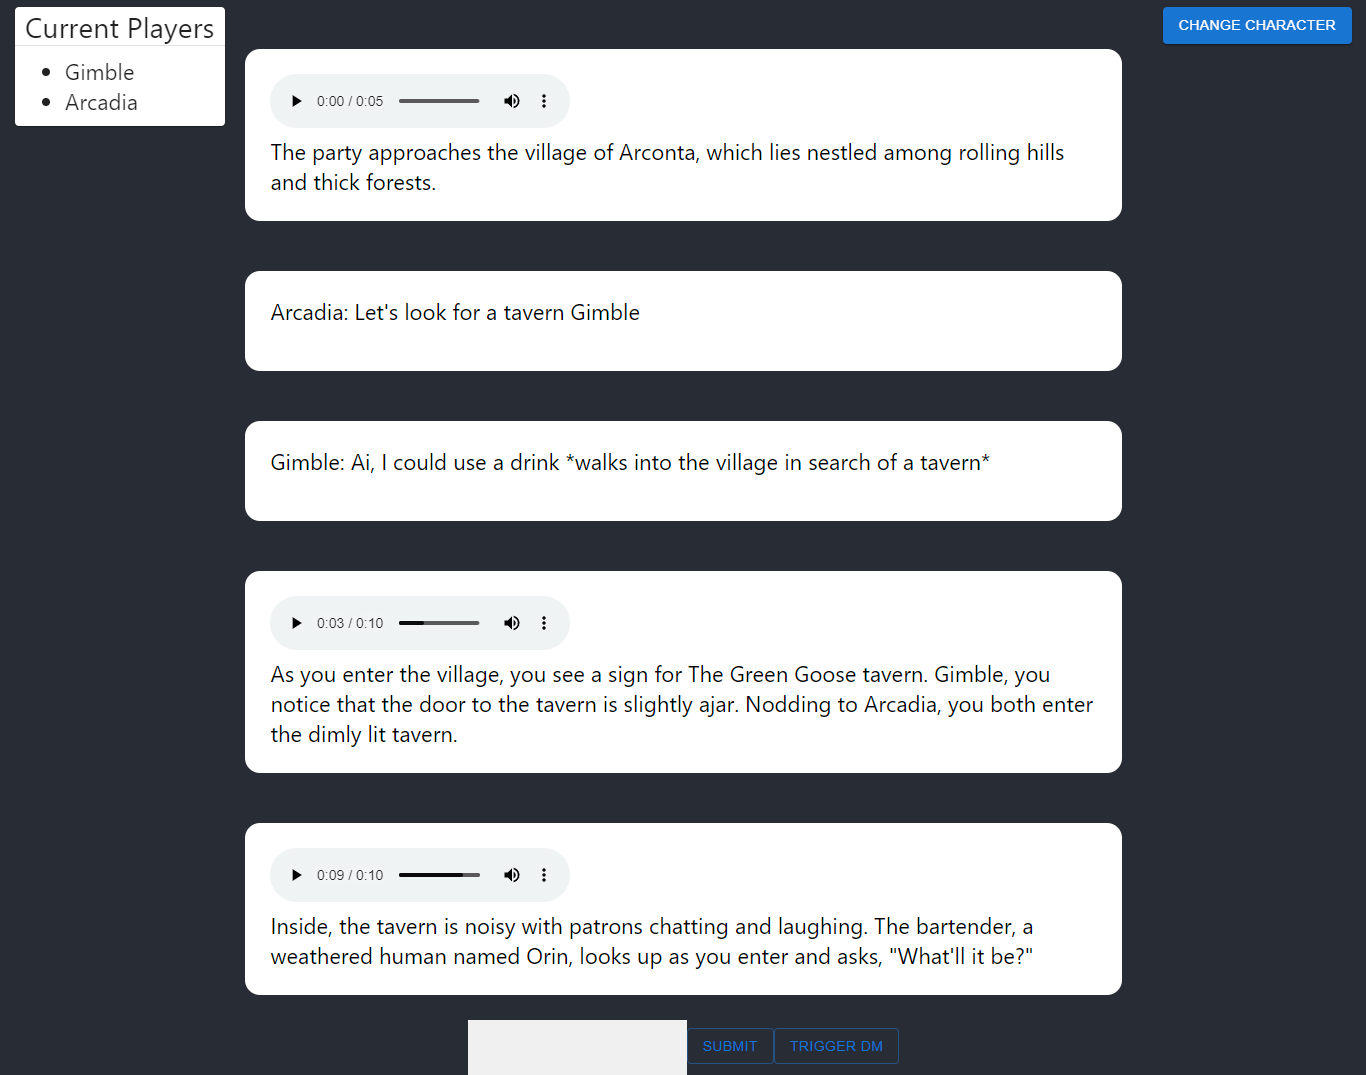 Current Players
Gimble
Arcadia
CHANGE CHARACTER
0:00 / 0:05
The party approaches the village of Arconta, which lies nestled among rolling hills
and thick forests.
Arcadia: Let's look for a tavern Gimble
Gimble: Ai, I could use a drink *walks into the village in search of a tavern*
0:03 / 0:10
As you enter the village, you see a sign for The Green Goose tavern. Gimble, you
notice that the door to the tavern is slightly ajar. Nodding to Arcadia, you both enter
the dimly lit tavern.
0:09 / 0:10
Inside, the tavern is noisy with patrons chatting and laughing. The bartender, a
weathered human named Orin, looks up as you enter and asks, "What'll it be?"
SUBMIT
TRIGGER DM